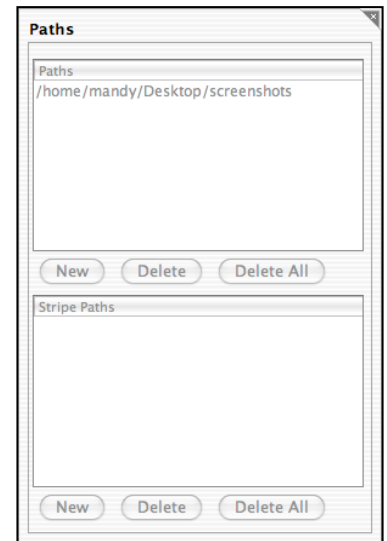 Paths
Paths
/home/mandy/Desktop/screenshots
New Delete Delete All
Stripe Paths
New Delete Delete All